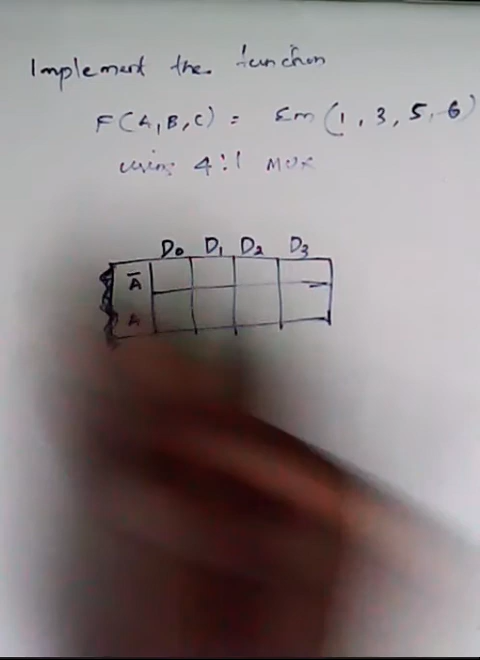 Implement the function
F(A,B,C) = Σm (1, 3, 5, 6)
using 4:1 MUX
D0 D1 D2 D3
Ā
A